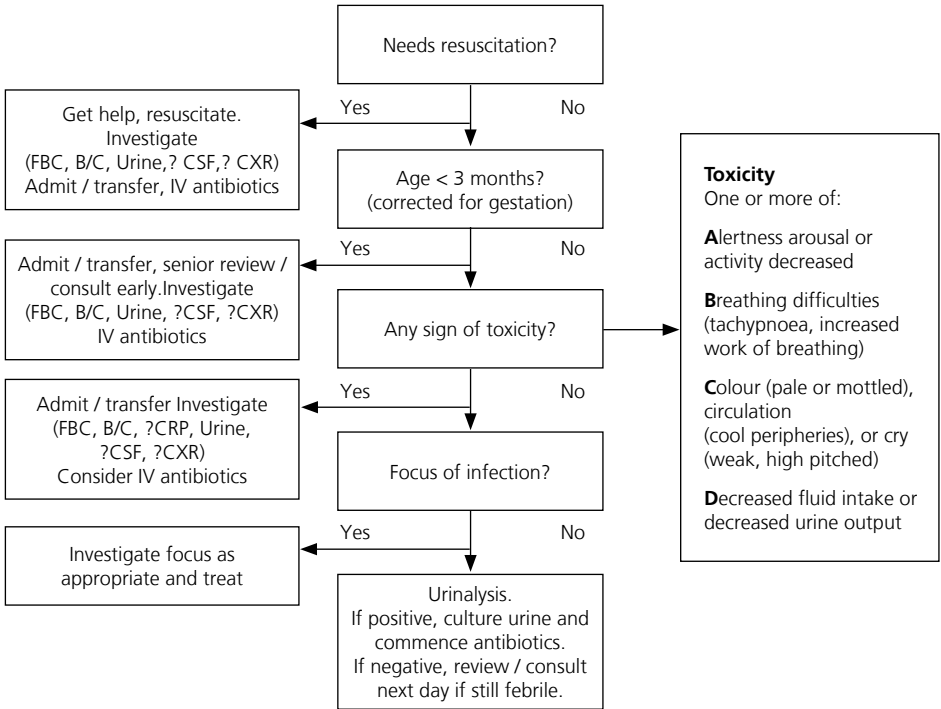 Needs resuscitation?
Yes
No
Get help, resuscitate.
Investigate
(FBC, B/C, Urine,? CSF,? CXR)
Admit / transfer, IV antibiotics
Age < 3 months?
(corrected for gestation)
Yes
No
Admit / transfer, senior review /
consult early.Investigate
(FBC, B/C, Urine, ?CSF, ?CXR)
IV antibiotics
Any sign of toxicity?
Toxicity
One or more of:
Alertness arousal or
activity decreased
Breathing difficulties
(tachypnoea, increased
work of breathing)
Colour (pale or mottled),
circulation
(cool peripheries), or cry
(weak, high pitched)
Decreased fluid intake or
decreased urine output
Yes
No
Admit / transfer Investigate
(FBC, B/C, ?CRP, Urine,
?CSF, ?CXR)
Consider IV antibiotics
Focus of infection?
Yes
No
Investigate focus as
appropriate and treat
Urinalysis.
If positive, culture urine and
commence antibiotics.
If negative, review / consult
next day if still febrile.